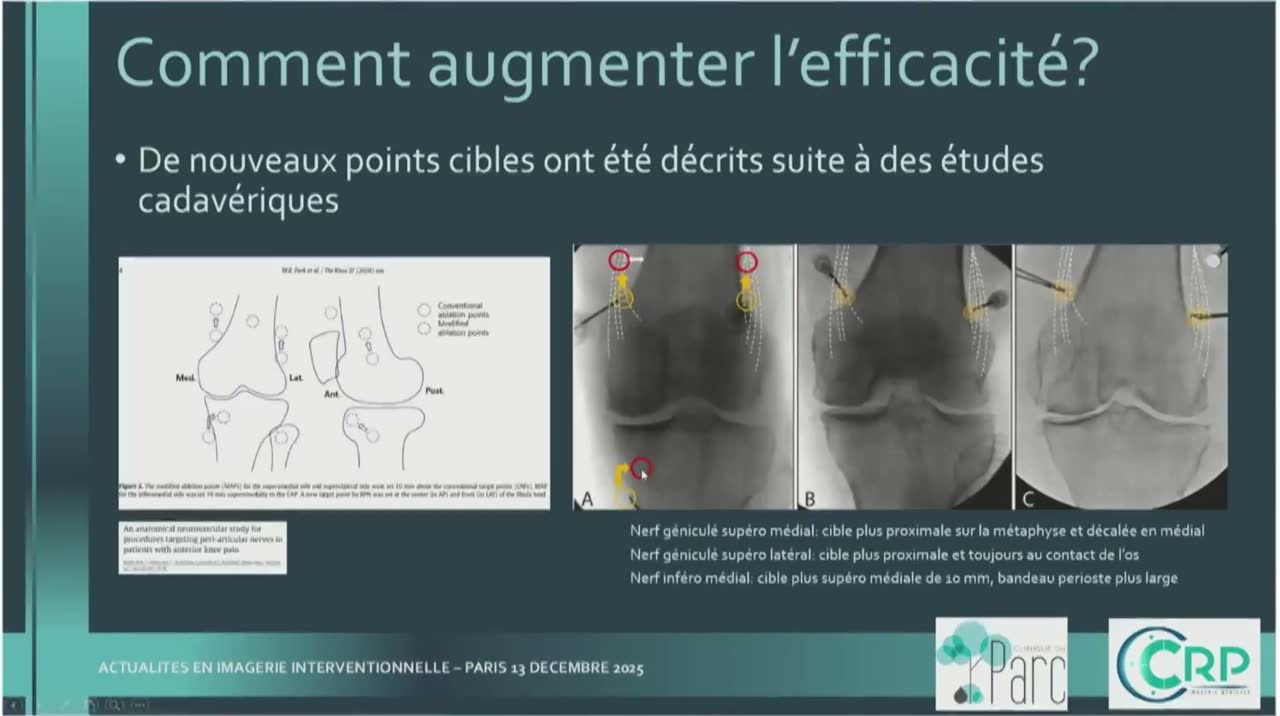 Comment augmenter l'efficacité?
• De nouveaux points cibles ont été décrits suite à des études
cadavériques
Conventional
ablation points
Modified
ablation points
Med.
Lat.
Ant.
Post.
An anatomical neurovascular study for
procedures targeting peri-articular nerves in
patients with anterior knee pain
A
B
C
Nerf géniculé supéro médial: cible plus proximale sur la métaphyse et décalée en médial
Nerf géniculé supéro latéral: cible plus proximale et toujours au contact de l'os
Nerf inféro médial: cible plus supéro médiale de 10 mm, bandeau perioste plus large
ACTUALITES EN IMAGERIE INTERVENTIONNELLE – PARIS 13 DECEMBRE 2025
CLINIQUE DU
Parc
CRP